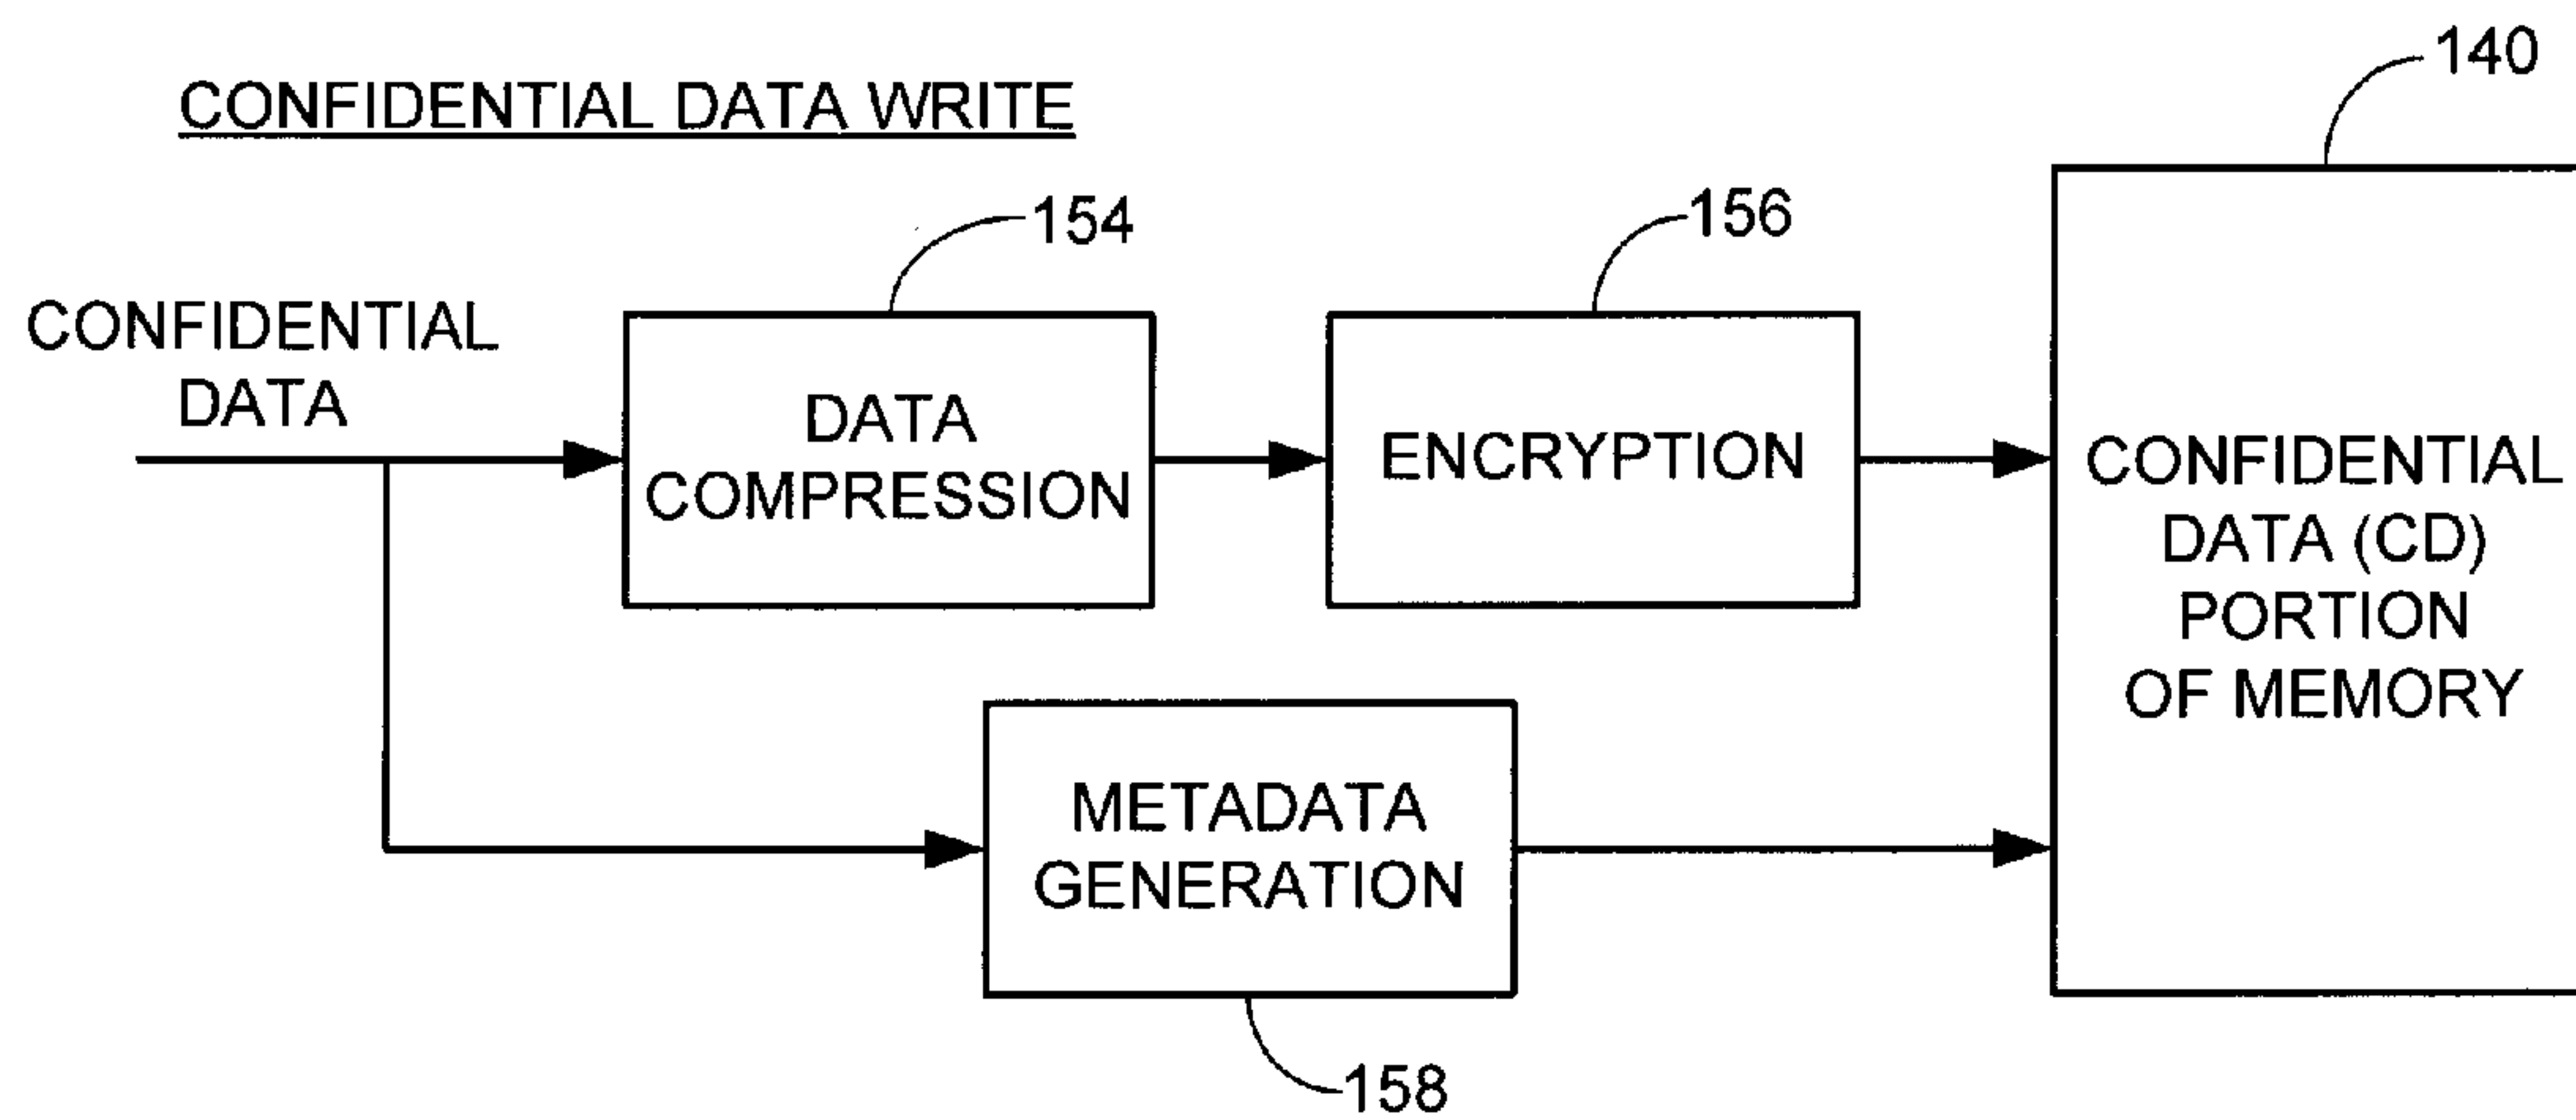 CONFIDENTIAL DATA WRITE
140
154
156
CONFIDENTIAL
DATA
DATA
COMPRESSION
ENCRYPTION
CONFIDENTIAL
DATA (CD)
PORTION
OF MEMORY
METADATA
GENERATION
158